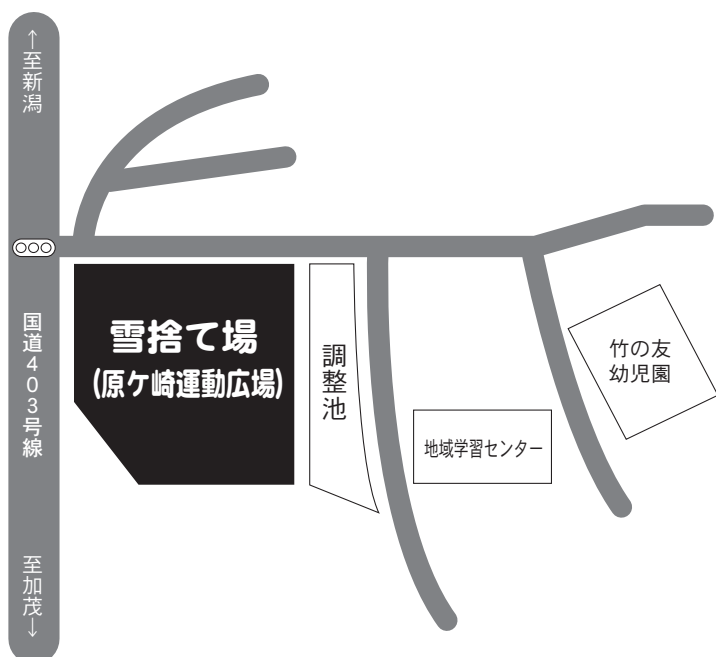 ↑至新潟
国道403号線
至加茂↓
雪捨て場
(原ケ崎運動広場)
調整池
地域学習センター
竹の友
幼児園